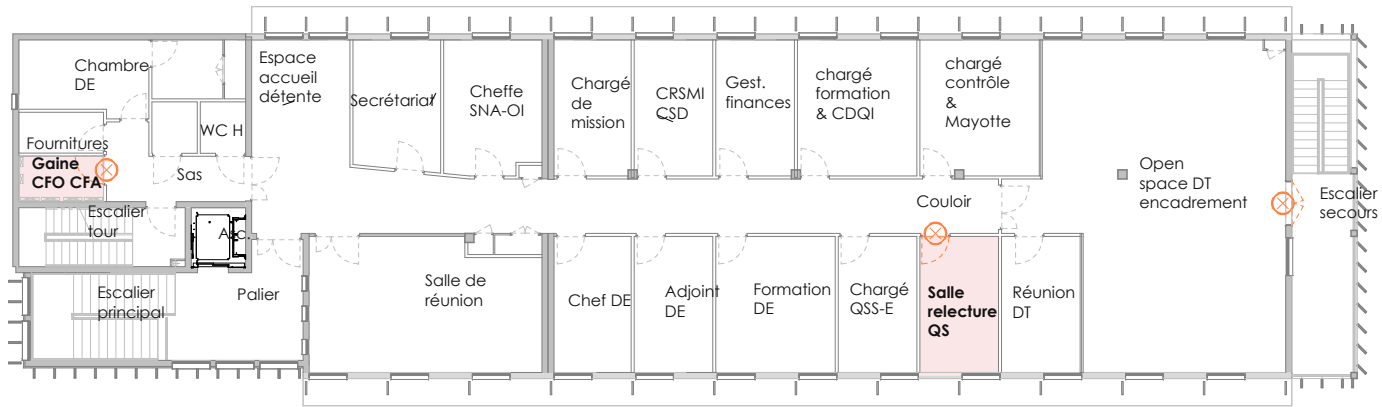 Chambre
DE
Fournitures
Gaine
CFO CFA
WC H
Sas
Escalier
tour
Asc.
Escalier
principal
Palier
Espace
accueil
détente
Secrétariat
Cheffe
SNA-OI
Chargé
de
mission
CRSMI
CSD
Gest.
finances
chargé
formation
& CDQI
chargé
contrôle
&
Mayotte
Open
space DT
encadrement
Escalier
secours
Couloir
Salle de
réunion
Chef DE
Adjoint
DE
Formation
DE
Chargé
QSS-E
Salle
relecture
QS
Réunion
DT